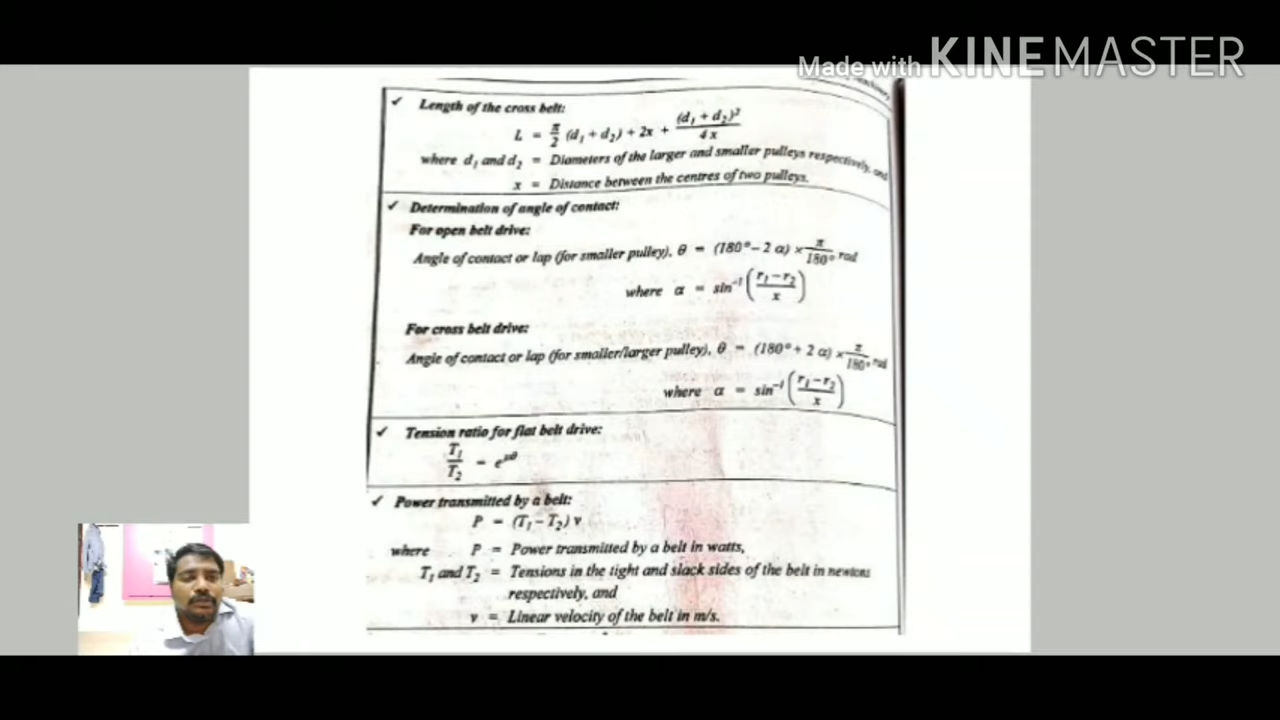 Made with KINEMASTER
✓ Length of the cross belt:
L = π/2 (d₁ + d₂) + 2x + (d₁ + d₂)²/4x
where d₁ and d₂ = Diameters of the larger and smaller pulleys respectively, and
x = Distance between the centres of two pulleys.
✓ Determination of angle of contact:
For open belt drive:
Angle of contact or lap (for smaller pulley), θ = (180° – 2 α) × π/180° rad
where α = sin⁻¹ ((r₁ – r₂)/x)
For cross belt drive:
Angle of contact or lap (for smaller/larger pulley), θ = (180° + 2 α) × π/180° rad
where α = sin⁻¹ ((r₁ – r₂)/x)
✓ Tension ratio for flat belt drive:
T₁/T₂ = e^μθ
✓ Power transmitted by a belt:
P = (T₁ – T₂) v
where P = Power transmitted by a belt in watts,
T₁ and T₂ = Tensions in the tight and slack sides of the belt in newtons
respectively, and
v = Linear velocity of the belt in m/s.